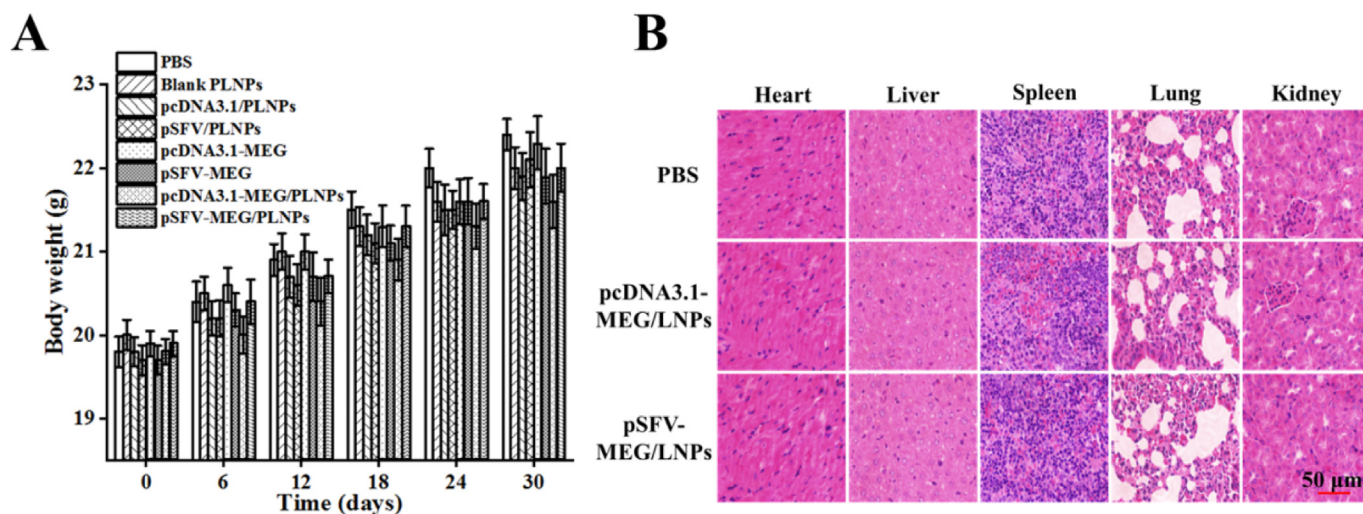 A
PBS
Blank PLNPs
pcDNA3.1/PLNPs
pSFV/PLNPs
pcDNA3.1-MEG
pSFV-MEG
pcDNA3.1-MEG/PLNPs
pSFV-MEG/PLNPs
Body weight (g)
23
22
21
20
19
0 6 12 18 24 30
Time (days)
B
Heart Liver Spleen Lung Kidney
PBS
pcDNA3.1-
MEG/LNPs
pSFV-
MEG/LNPs
50 μm